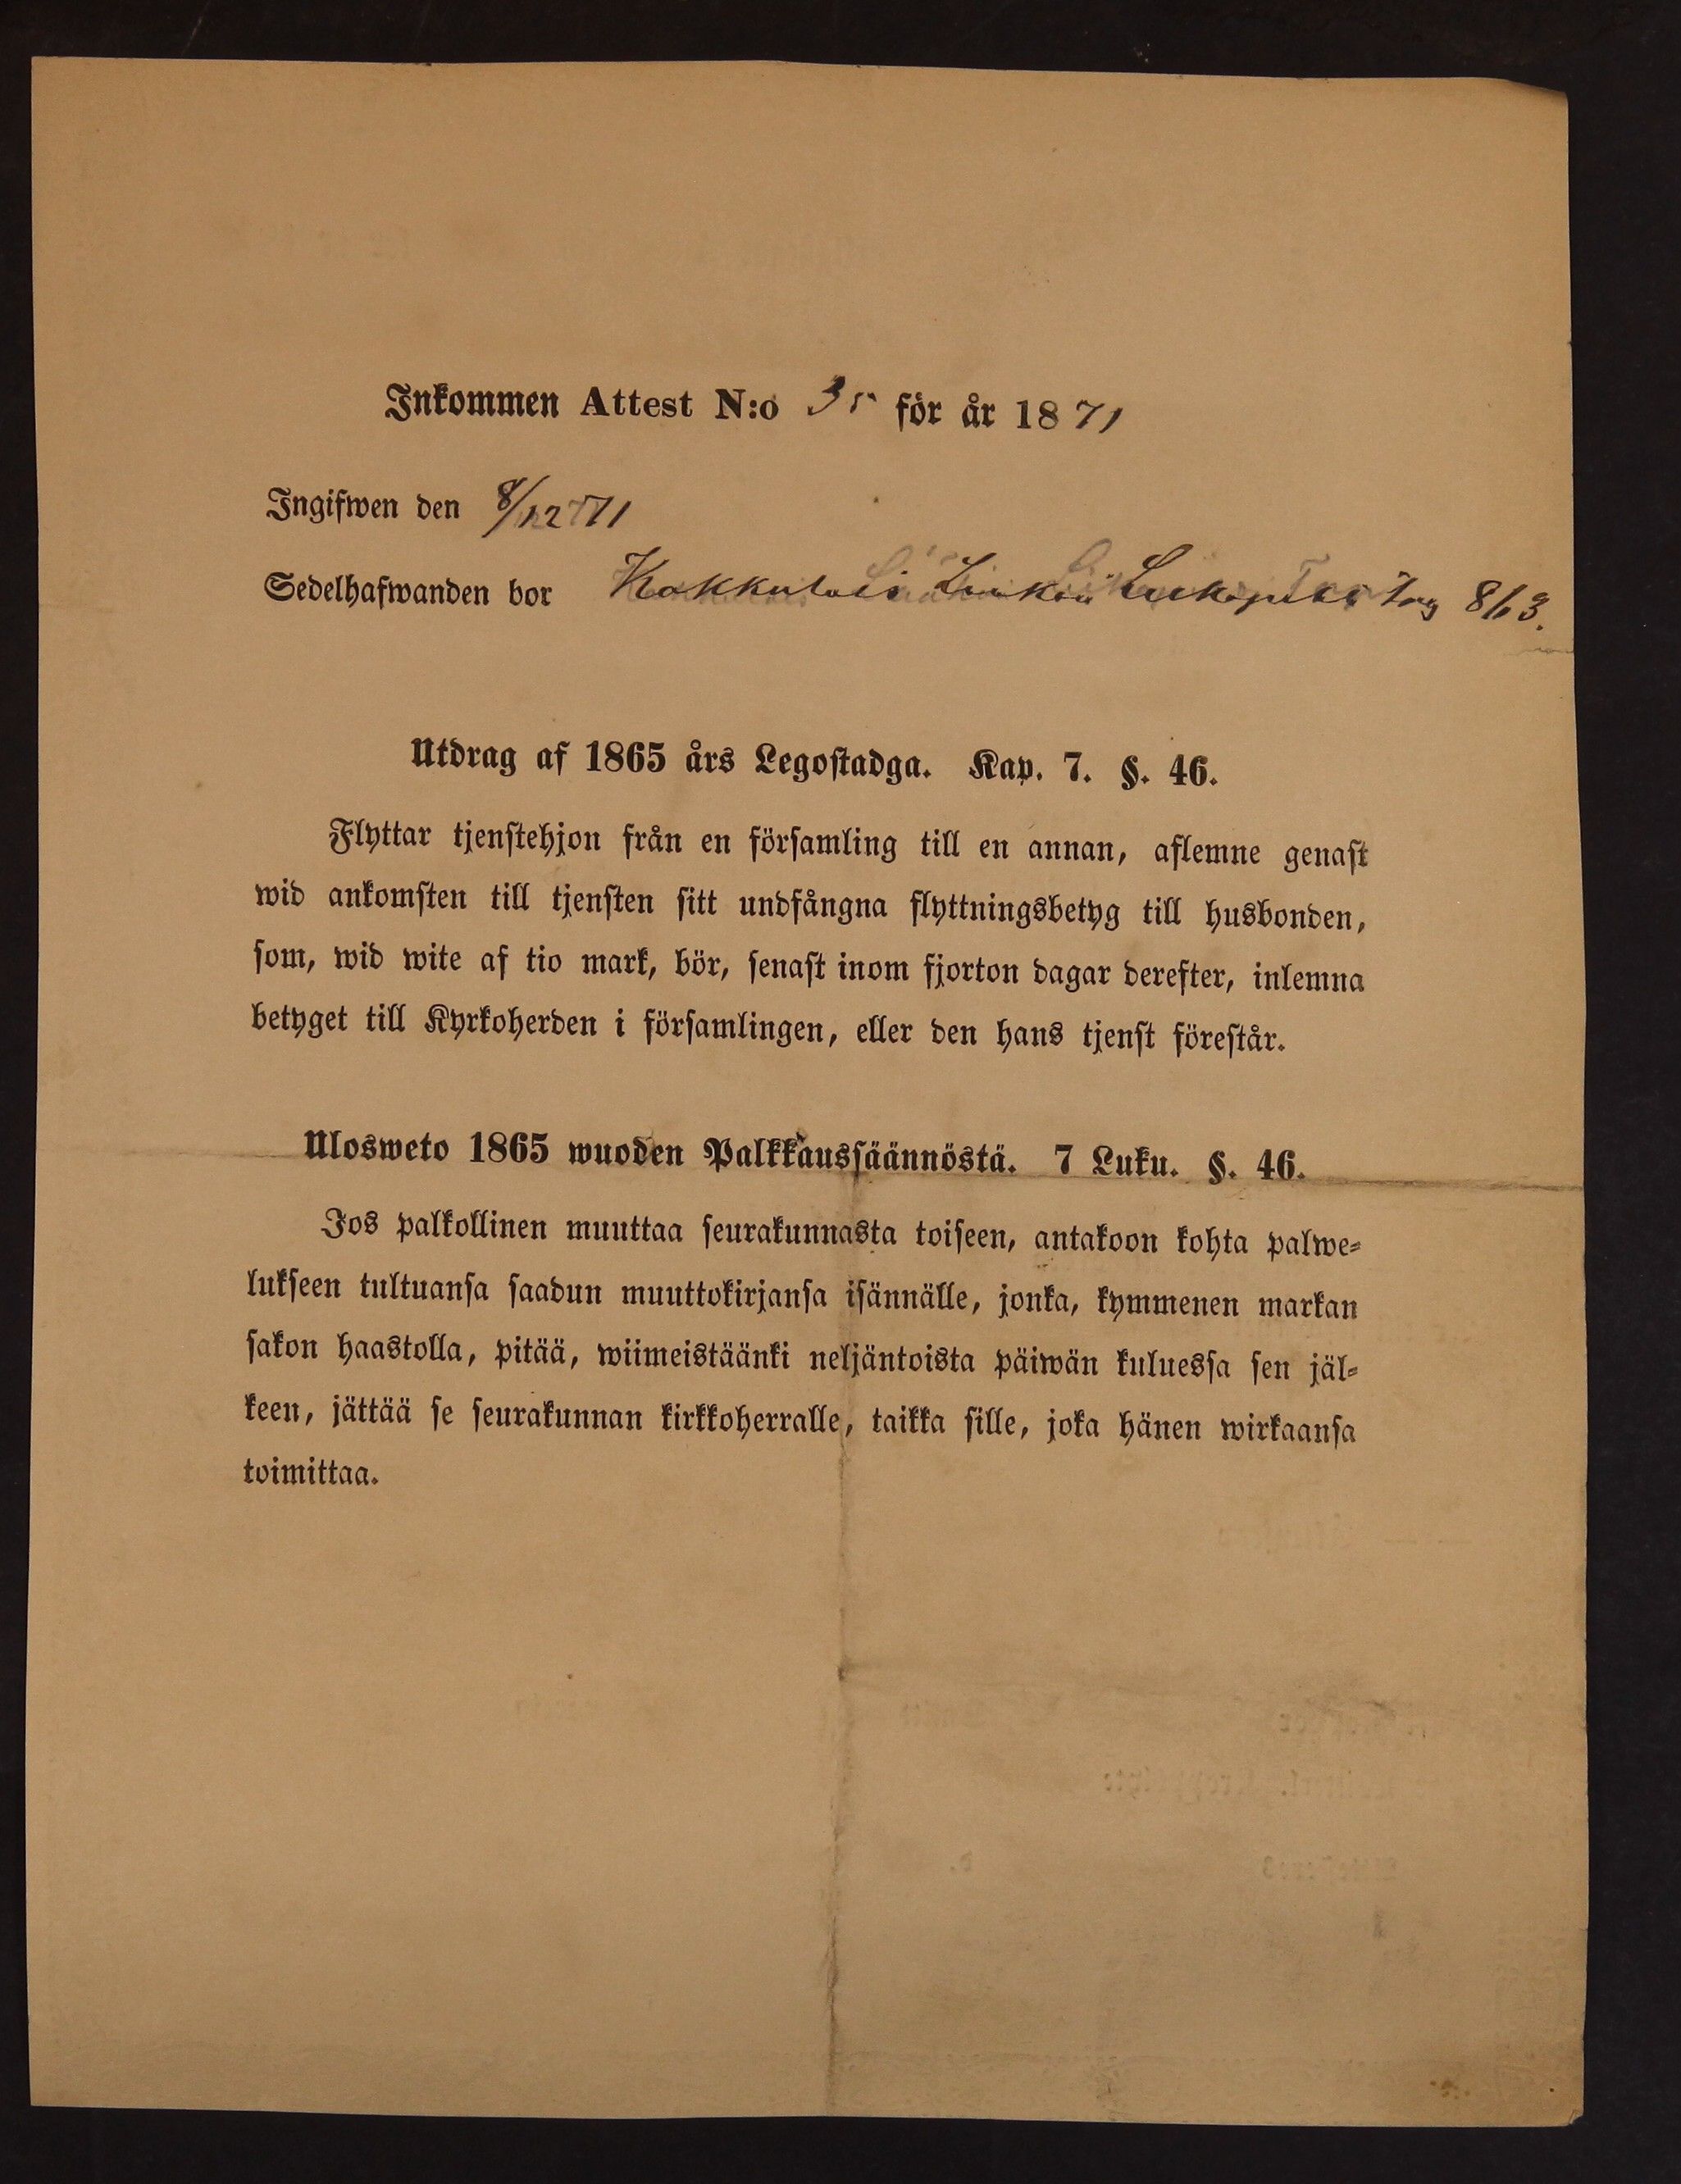 Inkommen Attest N:o 35 för år 1871
Ingifwen den 8/12 71
Sedelhafwanden bor
Utdrag af 1865 års Legostadga. Kap. 7. §. 46.
Flyttar tjenstehjon från en församling till en annan, aflemne genast
wid ankomsten till tjensten sitt undfångna flyttningsbetyg till husbonden,
som, wid wite af tio mark, bör, senast inom fjorton dagar derefter, inlemna
betyget till Kyrkoherden i församlingen, eller den hans tjenst förestår.
Ulosweto 1865 wuoden Palkkaussäännöstä. 7 Luku. §. 46.
Jos palkollinen muuttaa seurakunnasta toiseen, antakoon kohta palwe-
lukseen tultuansa saadun muuttokirjansa isännälle, jonka, kymmenen markan
sakon haastolla, pitää, wiimeistäänki neljäntoista päiwän kuluessa sen jäl-
keen, jättää se seurakunnan kirkkoherralle, taikka sille, joka hänen wirkaansa
toimittaa.